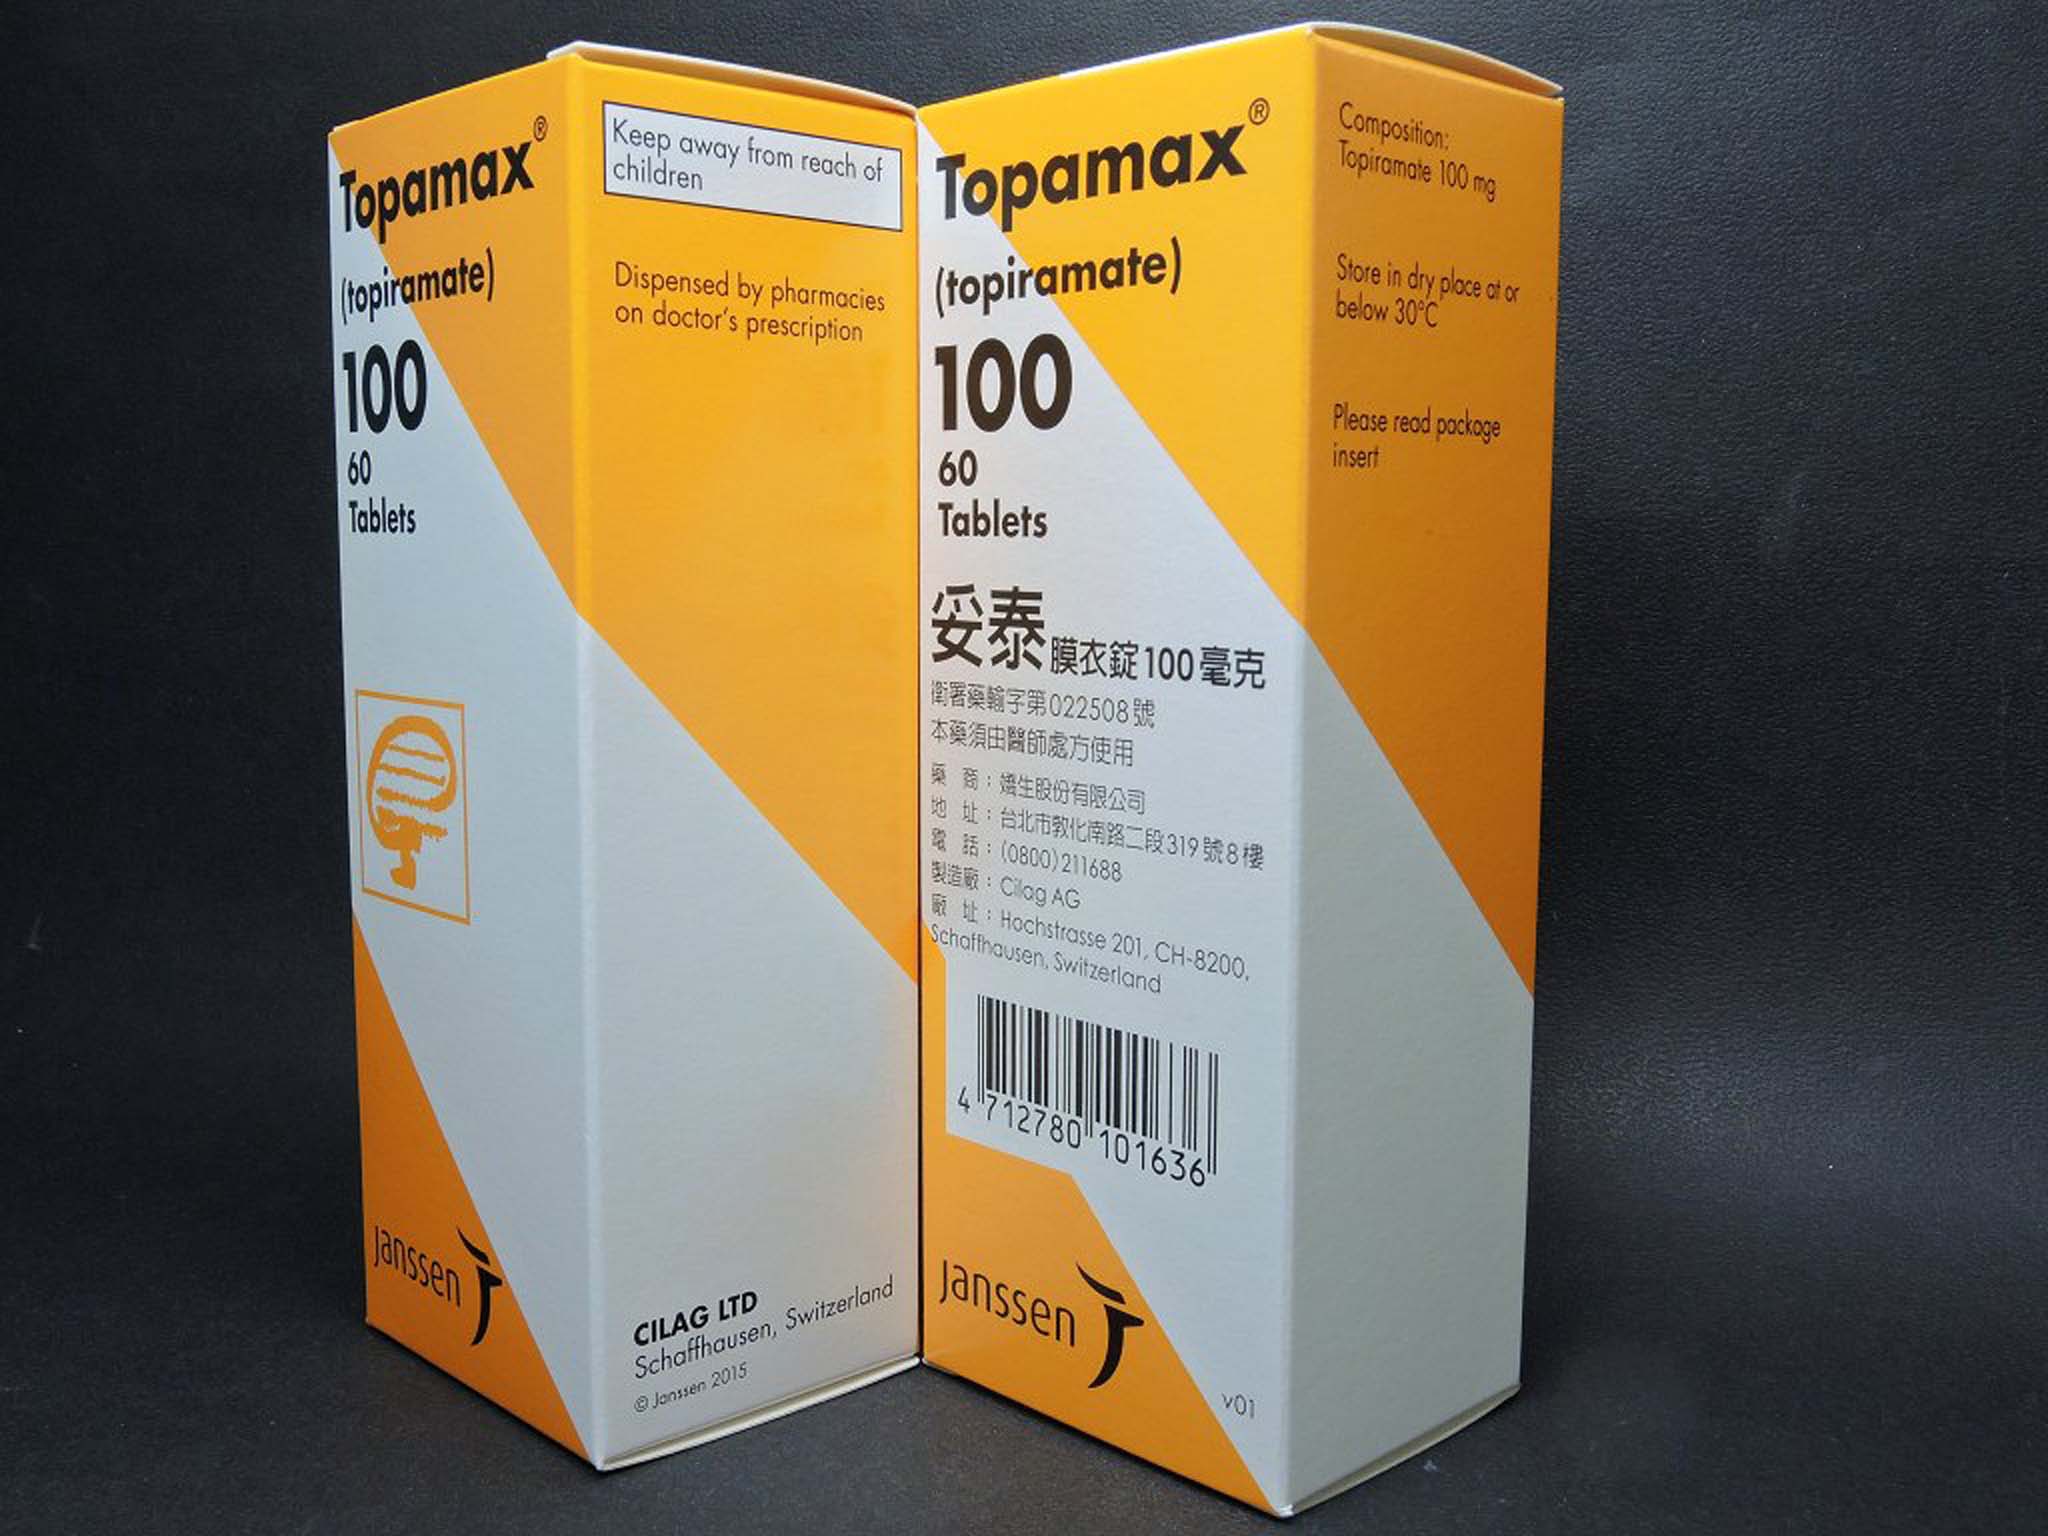 Topamax®
(topiramate)
100
60
Tablets
Janssen
Keep away from reach of
children
Dispensed by pharmacies
on doctor's prescription
CILAG LTD
Schaffhausen, Switzerland
© Janssen 2015
Topamax®
(topiramate)
100
60
Tablets
妥泰膜衣錠100毫克
衛署藥輸字第022508號
本藥須由醫師處方使用
藥 商：嬌生股份有限公司
地 址：台北市敦化南路二段319號8樓
電 話：(0800)211688
製造廠：Cilag AG
廠 址：Hochstrasse 201, CH-8200,
Schaffhausen, Switzerland
4 712780 101636
Janssen
v01
Composition:
Topiramate 100 mg
Store in dry place at or
below 30°C
Please read package
insert